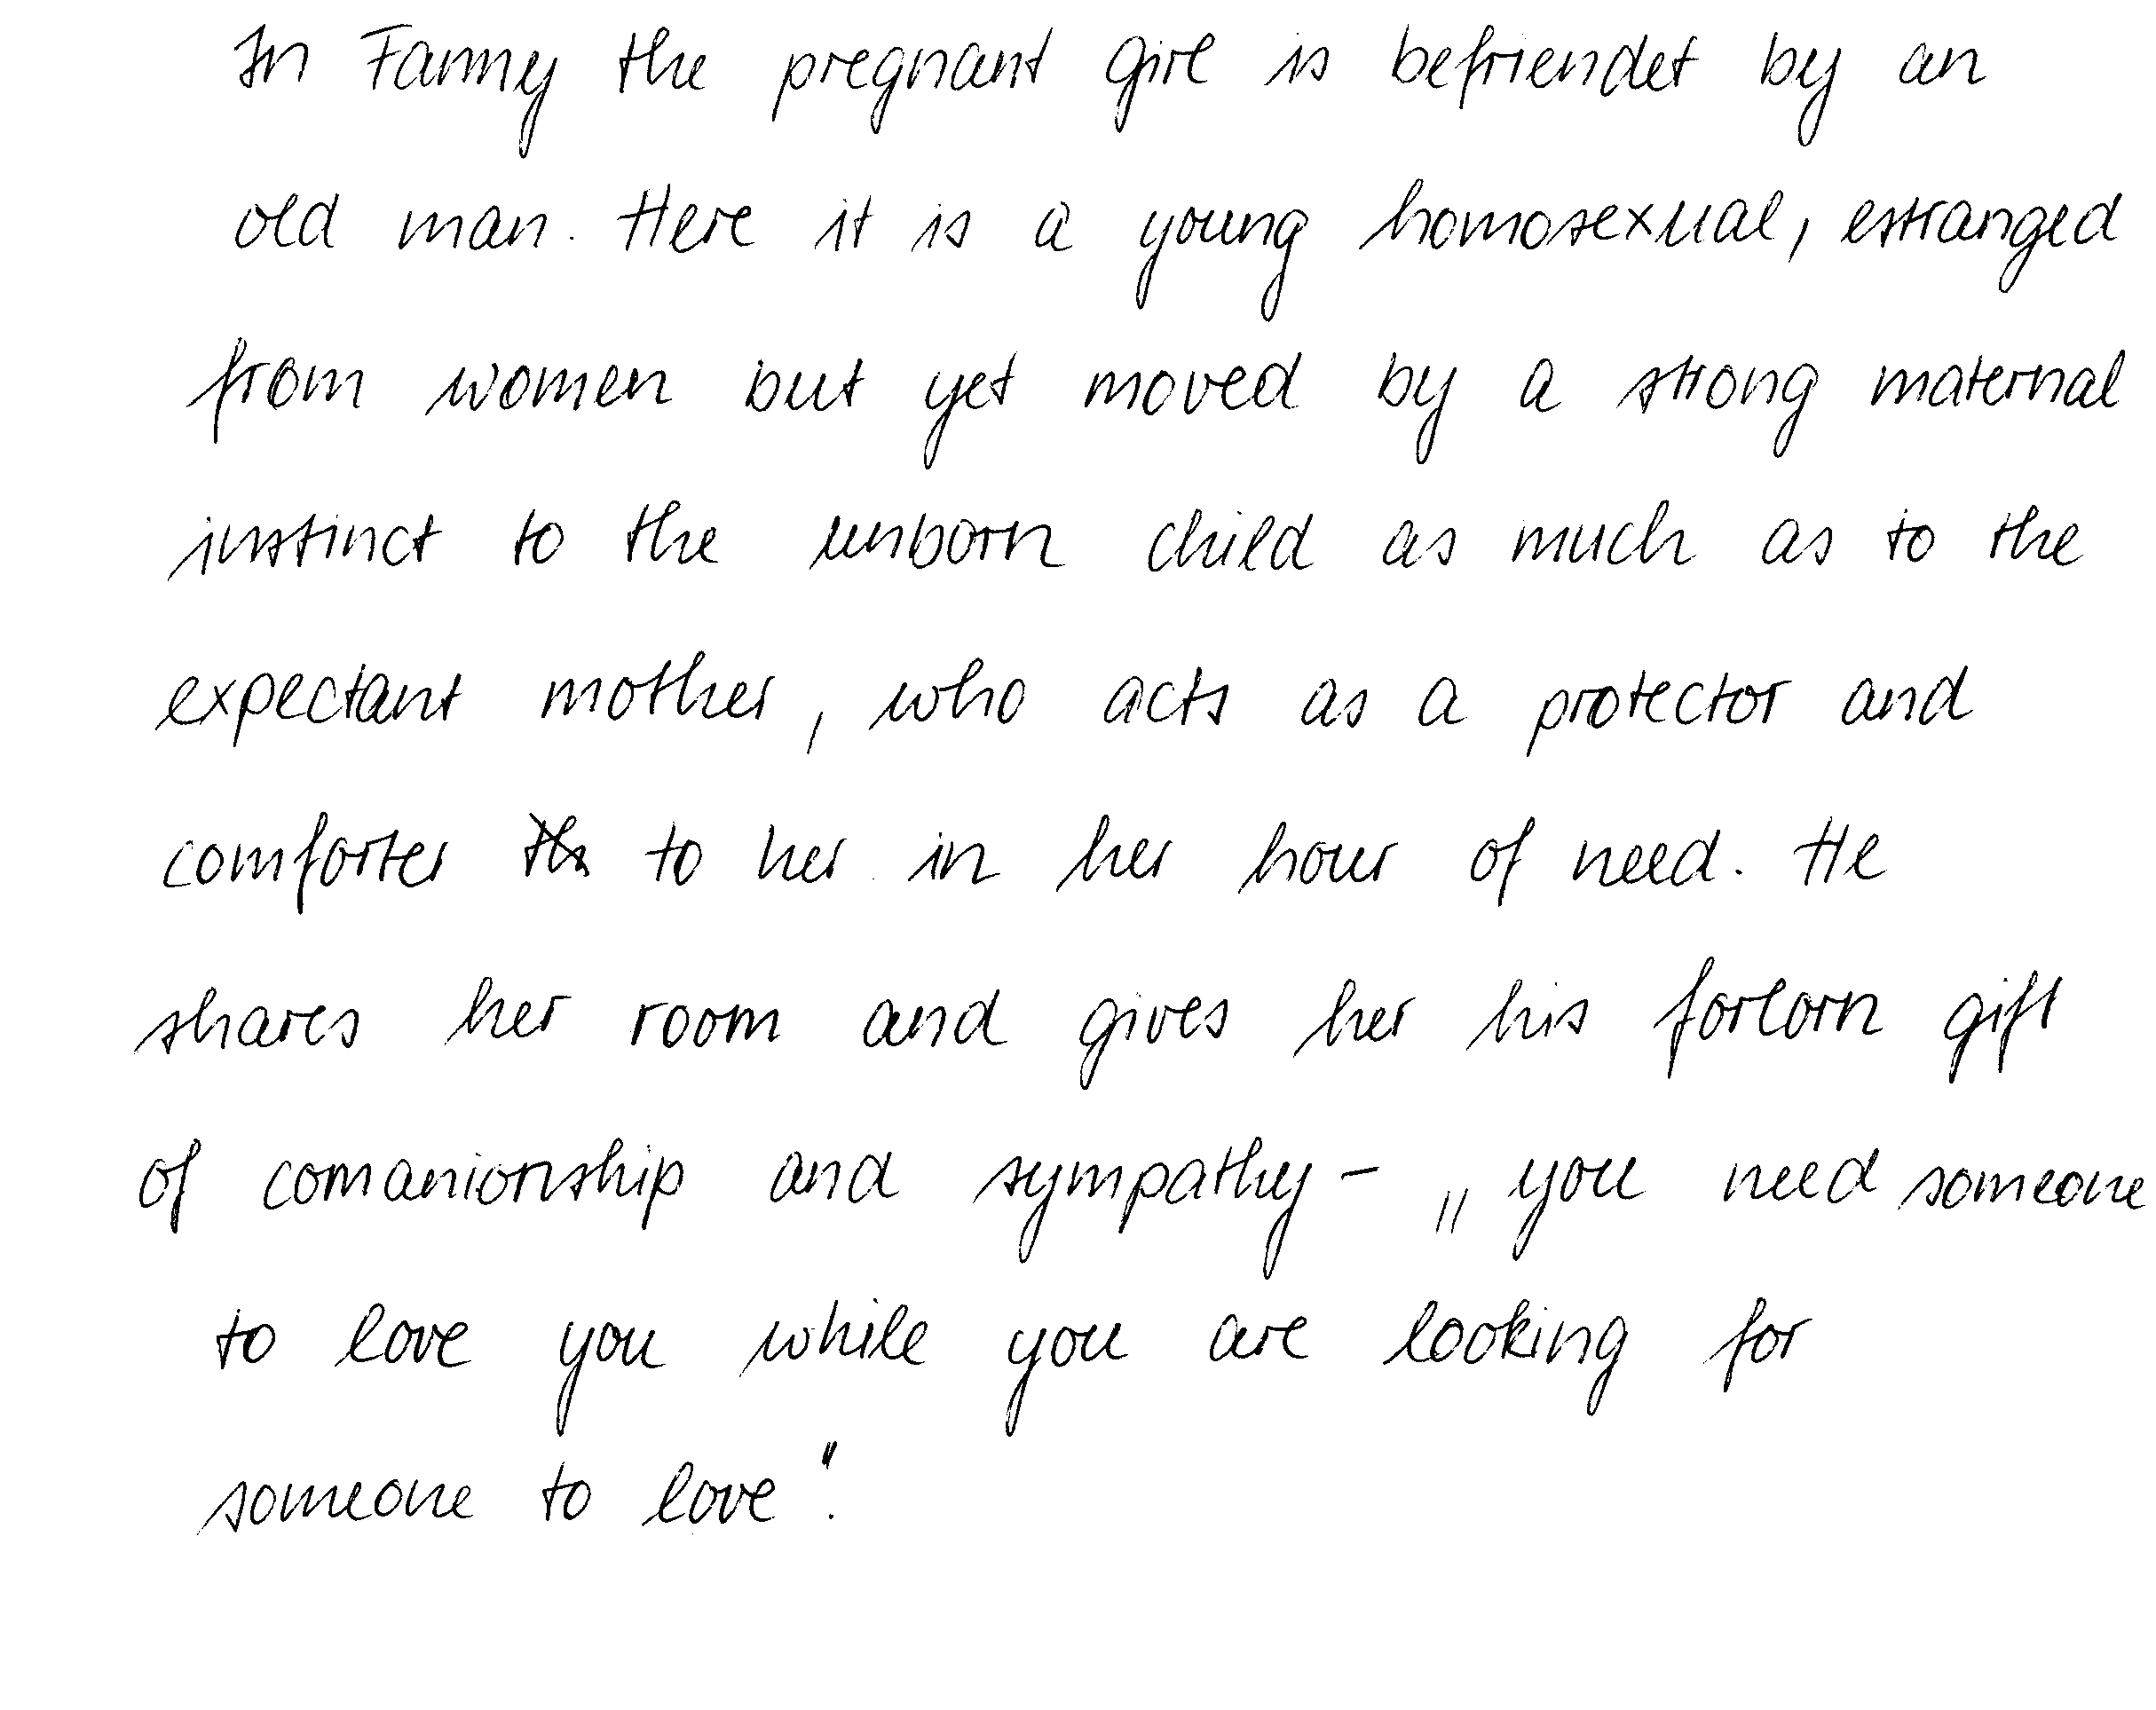 In Fanny the pregnant girl is befriendet by an
old man. Here it is a young homosexual, estranged
from women but yet moved by a strong maternal
instinct to the unborn child as much as to the
expectant mother, who acts as a protector and
comforter to her in her hour of need. He
shares her room and gives her his forlorn gift
of comanionship and sympathy - „you need someone
to love you while you are looking for
someone to love".